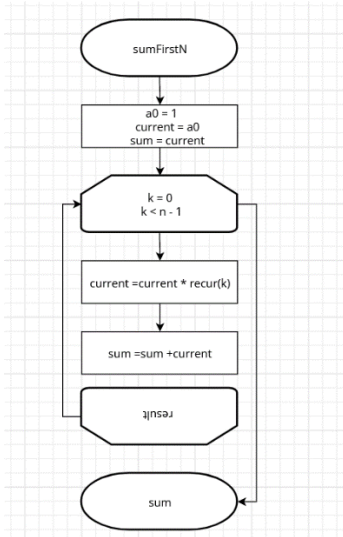 sumFirstN
a0 = 1
current = a0
sum = current
k = 0
k < n - 1
current =current * recur(k)
sum =sum +current
result
sum